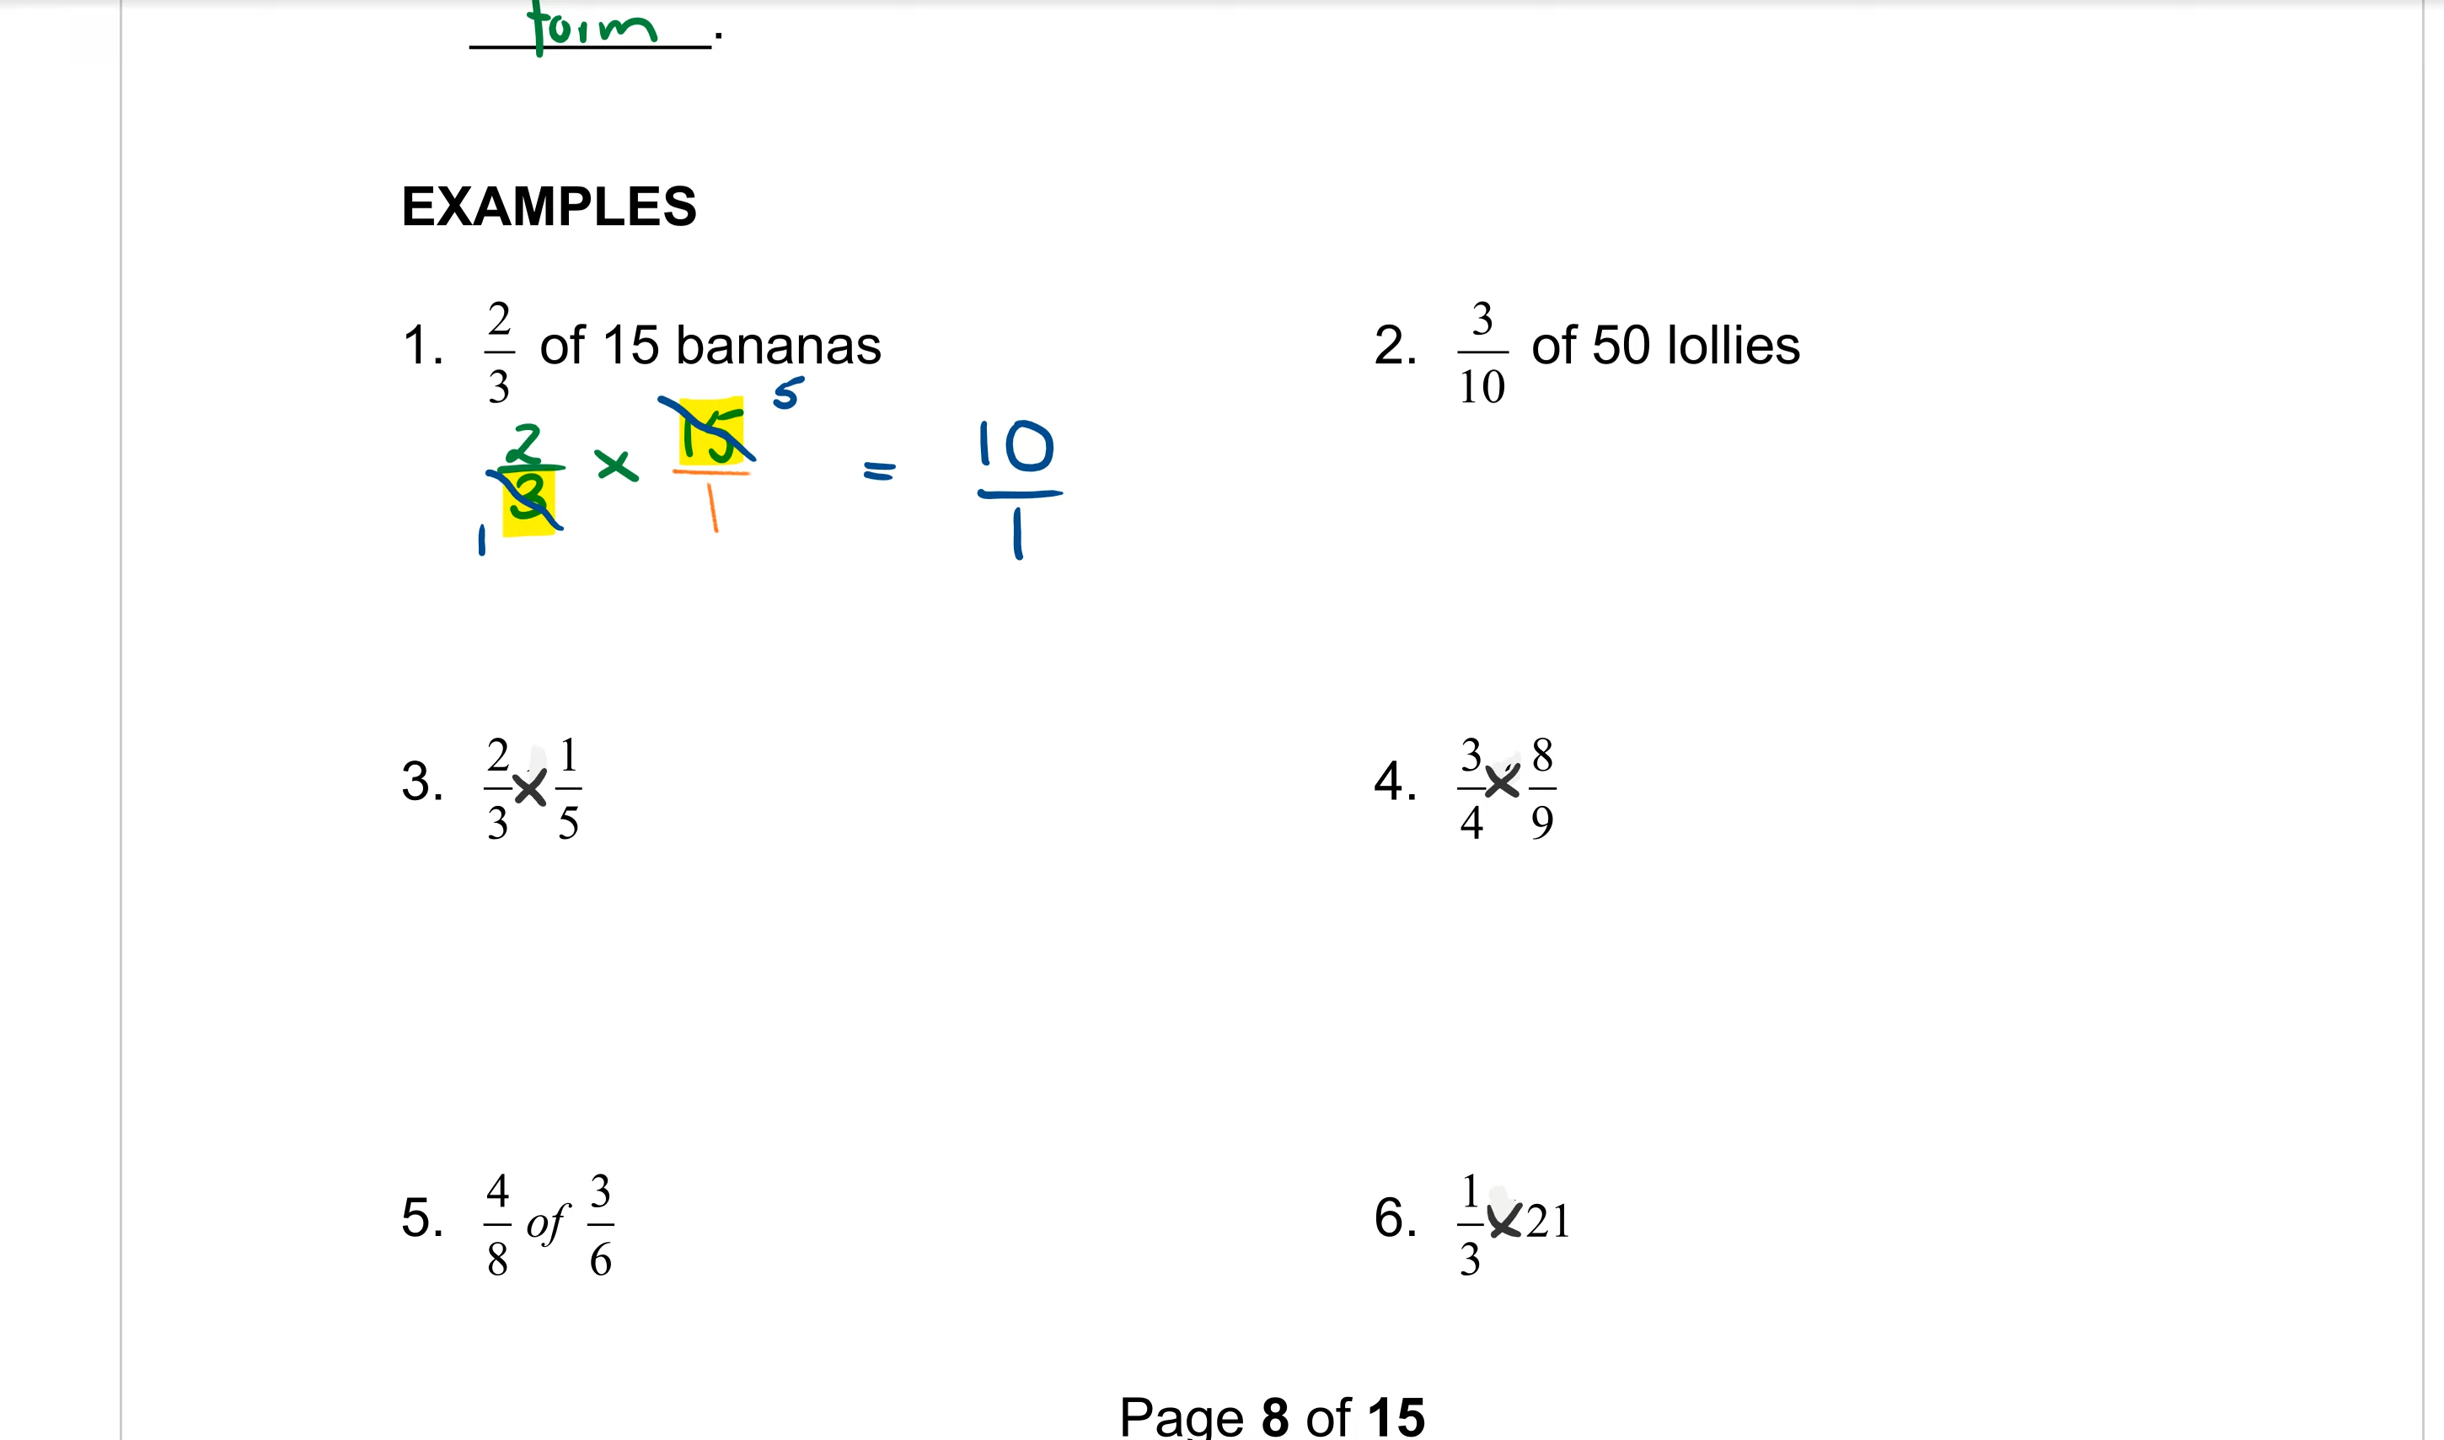 form.
EXAMPLES
1. 2/3 of 15 bananas
2/3 × 15/1 = 10/1
1 5
2. 3/10 of 50 lollies
3. 2/3 × 1/5
4. 3/4 × 8/9
5. 4/8 of 3/6
6. 1/3 × 21
Page 8 of 15